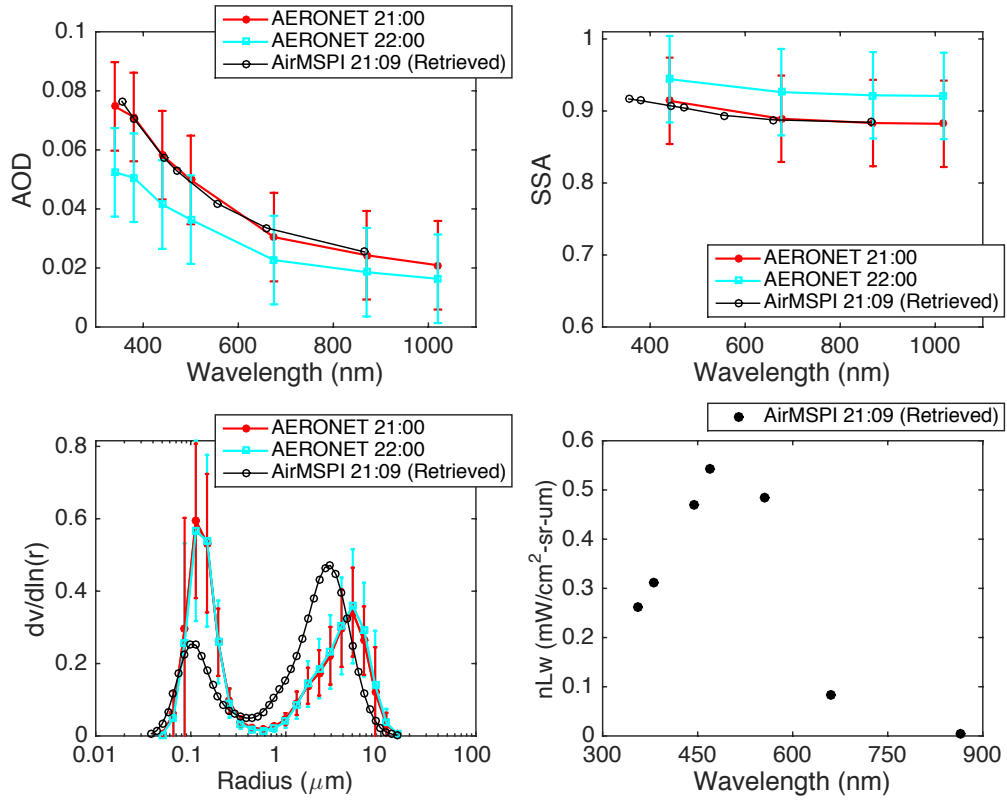 AERONET 21:00
AERONET 22:00
AirMSPI 21:09 (Retrieved)
0.1
0.08
0.06
0.04
0.02
0
AOD
400 600 800 1000
Wavelength (nm)
1
0.9
0.8
0.7
0.6
SSA
AERONET 21:00
AERONET 22:00
AirMSPI 21:09 (Retrieved)
400 600 800 1000
Wavelength (nm)
AERONET 21:00
AERONET 22:00
AirMSPI 21:09 (Retrieved)
0.8
0.6
0.4
0.2
0
dv/dln(r)
0.01 0.1 1 10 100
Radius (μm)
AirMSPI 21:09 (Retrieved)
0.6
0.5
0.4
0.3
0.2
0.1
0
nLw (mW/cm²-sr-um)
300 450 600 750 900
Wavelength (nm)